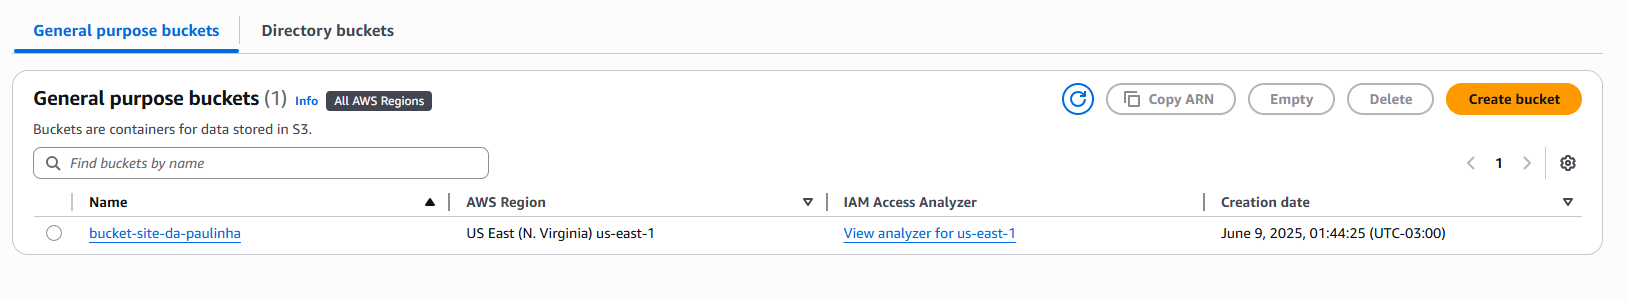 General purpose buckets Directory buckets
General purpose buckets (1) Info All AWS Regions Copy ARN Empty Delete Create bucket
Buckets are containers for data stored in S3.
Find buckets by name 1
Name AWS Region IAM Access Analyzer Creation date
bucket-site-da-paulinha US East (N. Virginia) us-east-1 View analyzer for us-east-1 June 9, 2025, 01:44:25 (UTC-03:00)